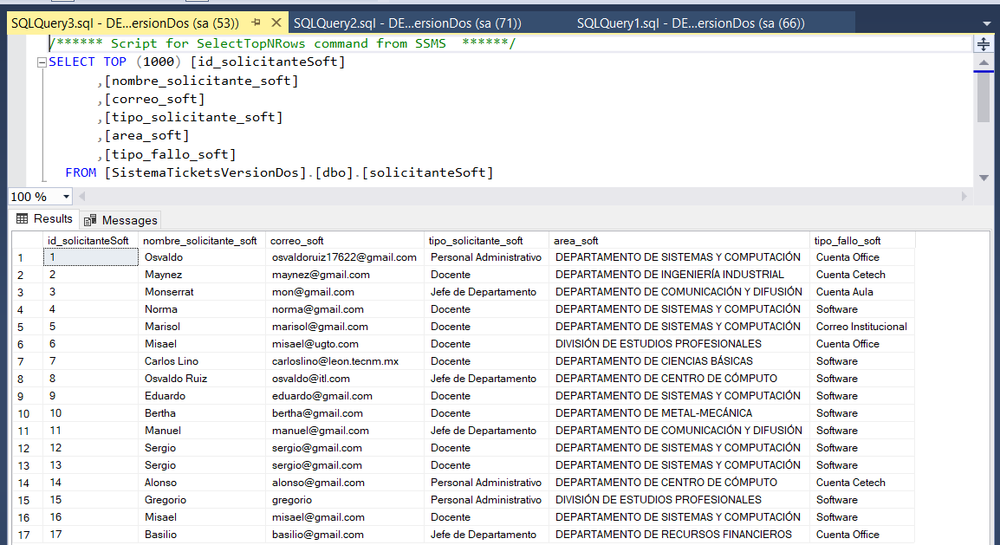 SQLQuery3.sql - DE...ersionDos (sa (53)) SQLQuery2.sql - DE...ersionDos (sa (71)) SQLQuery1.sql - DE...ersionDos (sa (66))
/****** Script for SelectTopNRows command from SSMS ******/
SELECT TOP (1000) [id_solicitanteSoft]
,[nombre_solicitante_soft]
,[correo_soft]
,[tipo_solicitante_soft]
,[area_soft]
,[tipo_fallo_soft]
FROM [SistemaTicketsVersionDos].[dbo].[solicitanteSoft]
100 %
Results Messages
id_solicitanteSoft nombre_solicitante_soft correo_soft tipo_solicitante_soft area_soft tipo_fallo_soft
1 1 Osvaldo osvaldoruiz17622@gmail.com Personal Administrativo DEPARTAMENTO DE SISTEMAS Y COMPUTACIÓN Cuenta Office
2 2 Maynez maynez@gmail.com Docente DEPARTAMENTO DE INGENIERÍA INDUSTRIAL Cuenta Cetech
3 3 Monserrat mon@gmail.com Jefe de Departamento DEPARTAMENTO DE COMUNICACIÓN Y DIFUSIÓN Cuenta Aula
4 4 Norma norma@gmail.com Docente DEPARTAMENTO DE SISTEMAS Y COMPUTACIÓN Software
5 5 Marisol marisol@gmail.com Docente DEPARTAMENTO DE SISTEMAS Y COMPUTACIÓN Correo Institucional
6 6 Misael misael@ugto.com Docente DIVISIÓN DE ESTUDIOS PROFESIONALES Cuenta Office
7 7 Carlos Lino carloslino@leon.tecnm.mx Docente DEPARTAMENTO DE CIENCIAS BÁSICAS Software
8 8 Osvaldo Ruiz osvaldo@itl.com Jefe de Departamento DEPARTAMENTO DE CENTRO DE CÓMPUTO Software
9 9 Eduardo eduardo@gmail.com Docente DEPARTAMENTO DE SISTEMAS Y COMPUTACIÓN Software
10 10 Bertha bertha@gmail.com Docente DEPARTAMENTO DE METAL-MECÁNICA Software
11 11 Manuel manuel@gmail.com Jefe de Departamento DEPARTAMENTO DE COMUNICACIÓN Y DIFUSIÓN Software
12 12 Sergio sergio@gmail.com Docente DEPARTAMENTO DE SISTEMAS Y COMPUTACIÓN Software
13 13 Sergio sergio@gmail.com Docente DEPARTAMENTO DE SISTEMAS Y COMPUTACIÓN Software
14 14 Alonso alonso@gmail.com Personal Administrativo DEPARTAMENTO DE CENTRO DE CÓMPUTO Cuenta Cetech
15 15 Gregorio gregorio Personal Administrativo DIVISIÓN DE ESTUDIOS PROFESIONALES Software
16 16 Misael misael@gmail.com Docente DEPARTAMENTO DE SISTEMAS Y COMPUTACIÓN Software
17 17 Basilio basilio@gmail.com Jefe de Departamento DEPARTAMENTO DE RECURSOS FINANCIEROS Cuenta Office